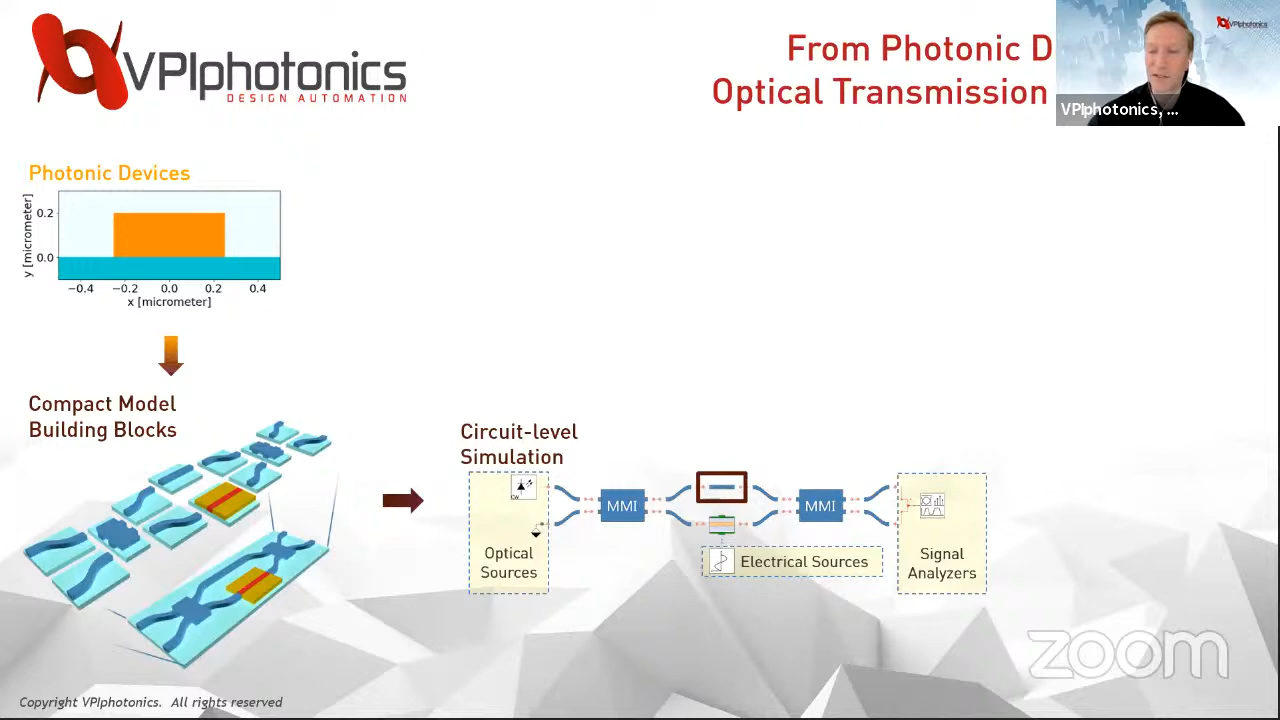 VPIphotonics
DESIGN AUTOMATION
From Photonic D
Optical Transmission
VPIphotonics
VPIphotonics, ...
Photonic Devices
y [micrometer]
0.2
0.0
−0.4 −0.2 0.0 0.2 0.4
x [micrometer]
Compact Model
Building Blocks
Circuit-level
Simulation
CW
MMI
MMI
Optical
Sources
Electrical Sources
Signal
Analyzers
zoom
Copyright VPIphotonics. All rights reserved